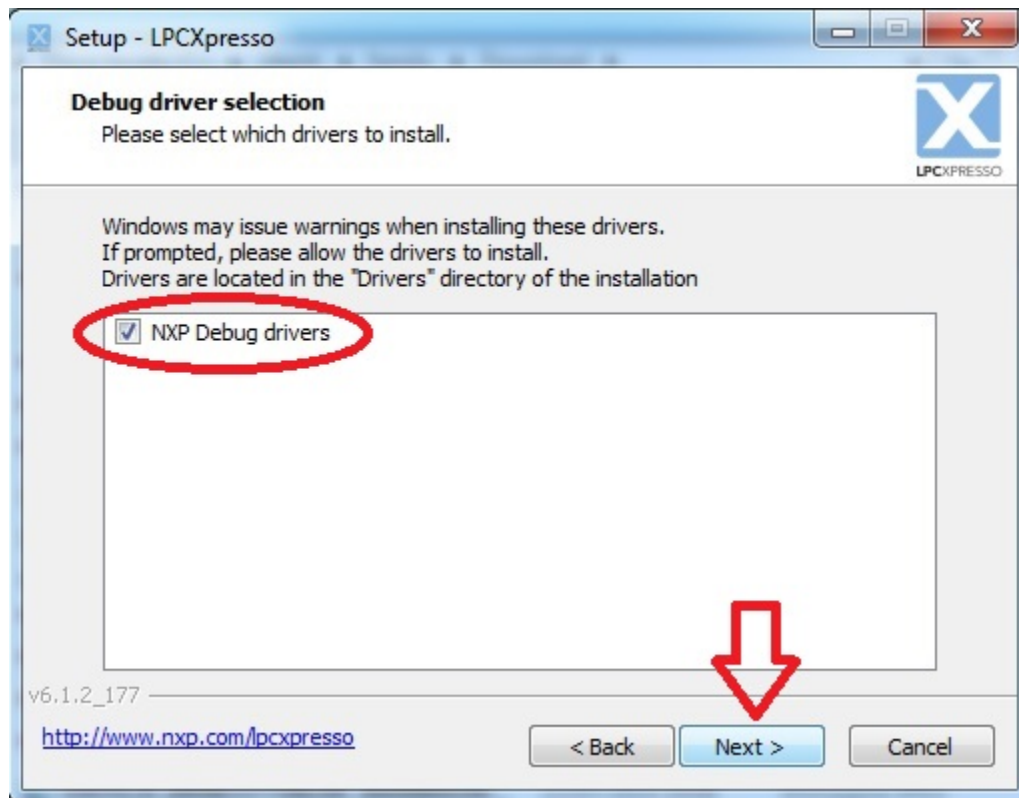 Setup - LPCXpresso
Debug driver selection
Please select which drivers to install.
LPCXPRESSO
Windows may issue warnings when installing these drivers.
If prompted, please allow the drivers to install.
Drivers are located in the "Drivers" directory of the installation
NXP Debug drivers
v6.1.2_177
http://www.nxp.com/lpcxpresso
< Back
Next >
Cancel